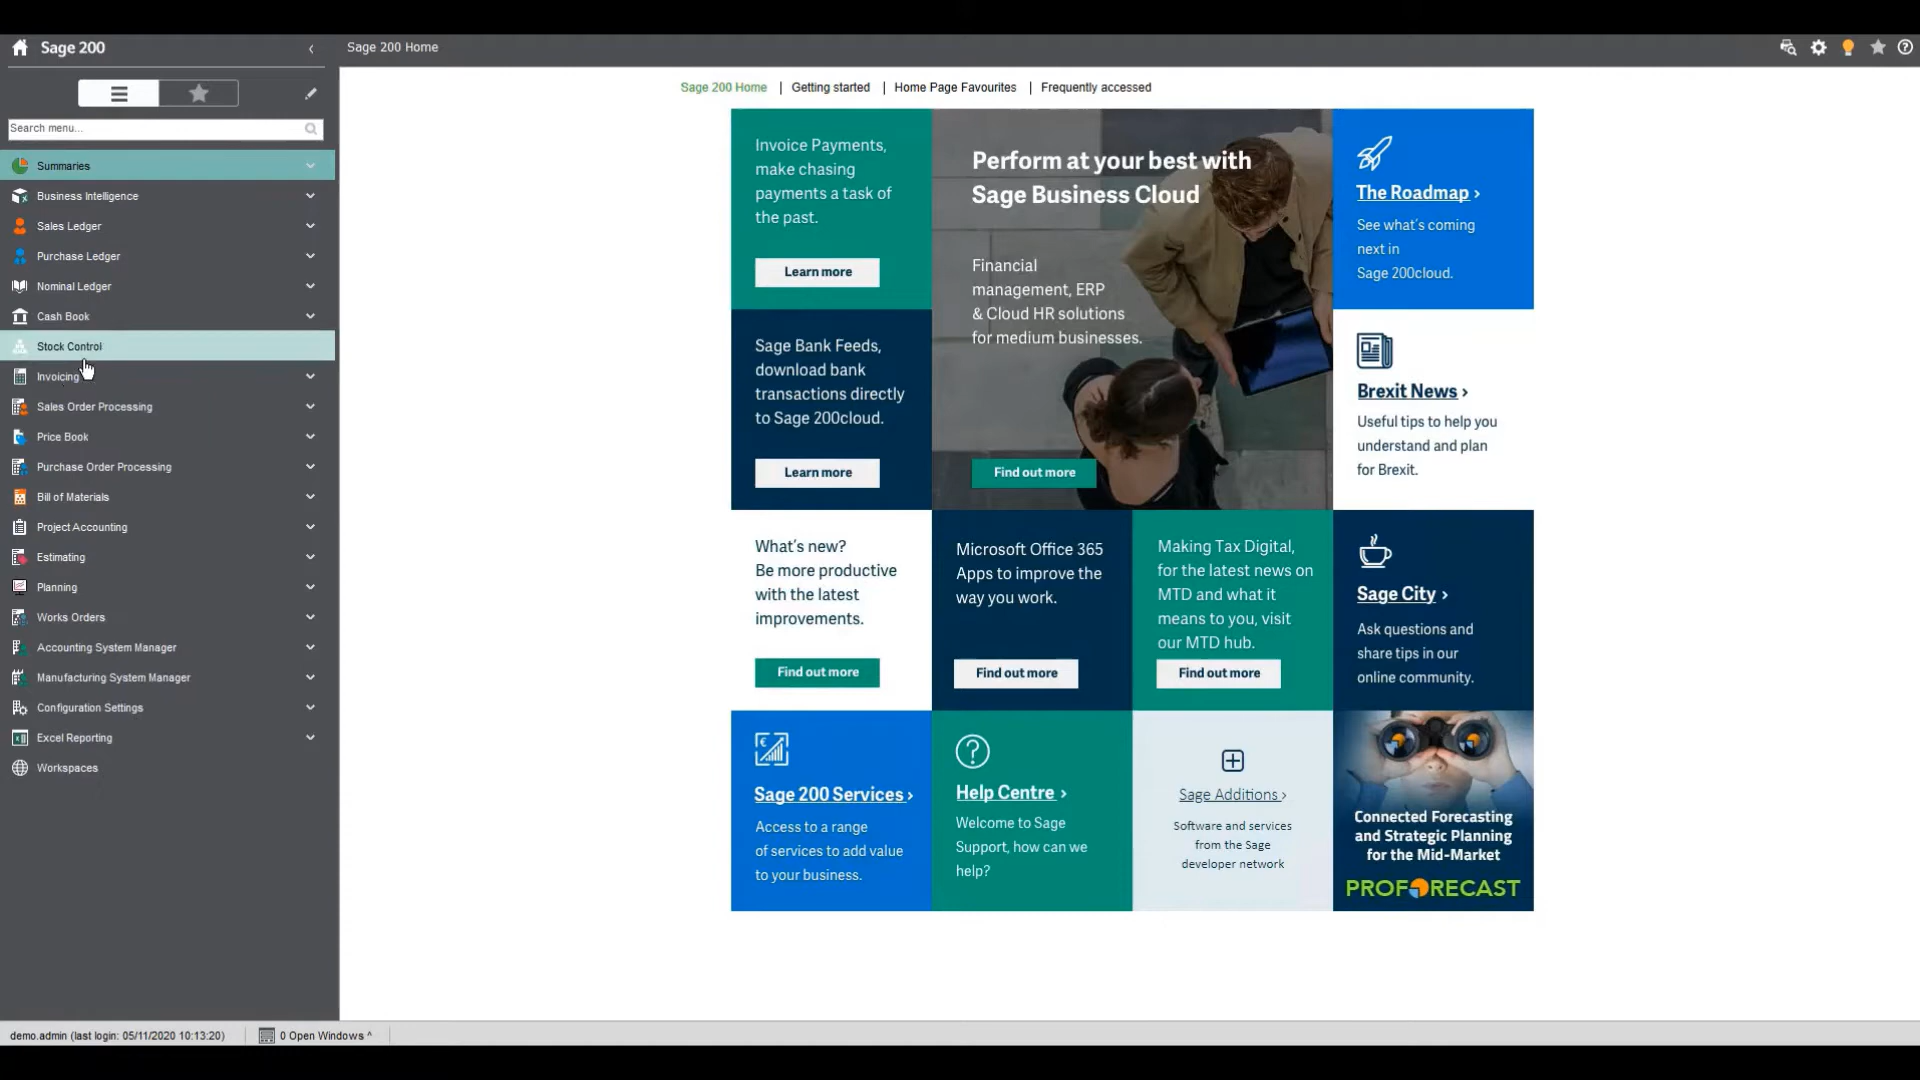 Sage 200
Sage 200 Home
Search menu...
Summaries
Business Intelligence
Sales Ledger
Purchase Ledger
Nominal Ledger
Cash Book
Stock Control
Invoicing
Sales Order Processing
Price Book
Purchase Order Processing
Bill of Materials
Project Accounting
Estimating
Planning
Works Orders
Accounting System Manager
Manufacturing System Manager
Configuration Settings
Excel Reporting
Workspaces
Sage 200 Home | Getting started | Home Page Favourites | Frequently accessed
Invoice Payments,
make chasing
payments a task of
the past.
Learn more
Perform at your best with
Sage Business Cloud
Financial
management, ERP
& Cloud HR solutions
for medium businesses.
Find out more
The Roadmap ›
See what's coming
next in
Sage 200cloud.
Sage Bank Feeds,
download bank
transactions directly
to Sage 200cloud.
Learn more
Brexit News ›
Useful tips to help you
understand and plan
for Brexit.
What's new?
Be more productive
with the latest
improvements.
Find out more
Microsoft Office 365
Apps to improve the
way you work.
Find out more
Making Tax Digital,
for the latest news on
MTD and what it
means to you, visit
our MTD hub.
Find out more
Sage City ›
Ask questions and
share tips in our
online community.
Sage 200 Services ›
Access to a range
of services to add value
to your business.
Help Centre ›
Welcome to Sage
Support, how can we
help?
Sage Additions ›
Software and services
from the Sage
developer network
Connected Forecasting
and Strategic Planning
for the Mid-Market
PROFORECAST
demo.admin (last login: 05/11/2020 10:13:20)
0 Open Windows ^